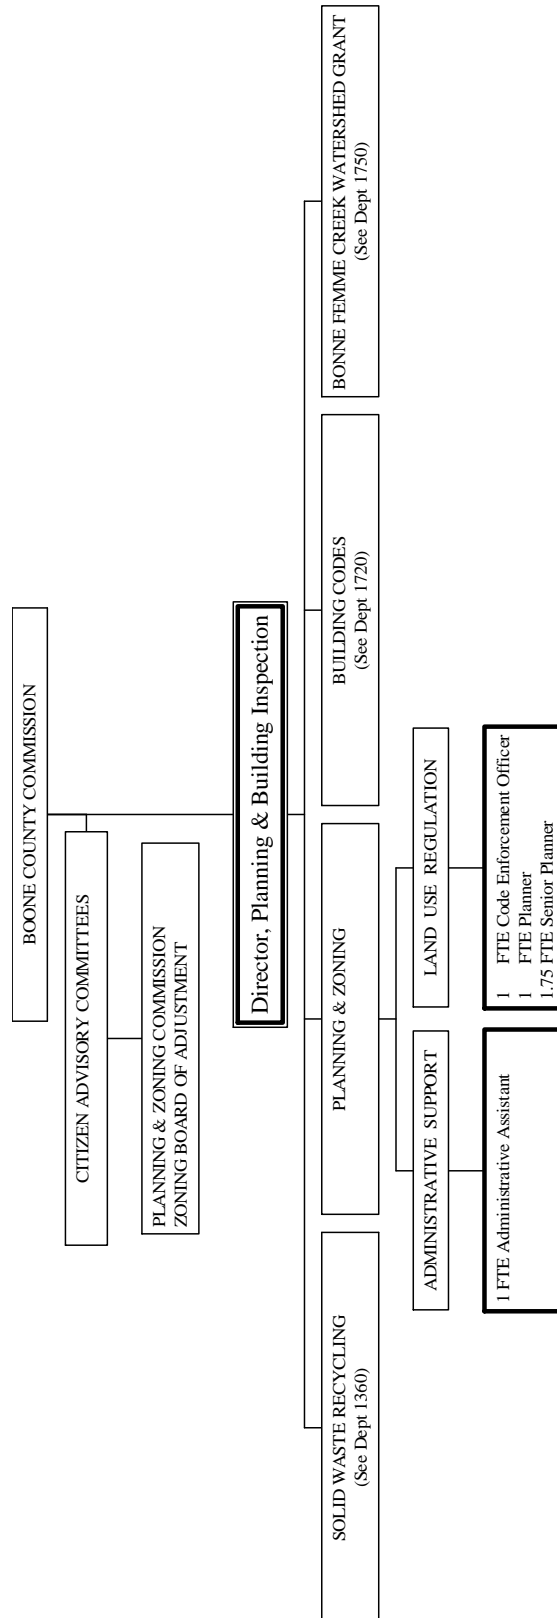 BOONE COUNTY COMMISSION
CITIZEN ADVISORY COMMITTEES
PLANNING & ZONING COMMISSION
ZONING BOARD OF ADJUSTMENT
Director, Planning & Building Inspection
SOLID WASTE RECYCLING
(See Dept 1360)
PLANNING & ZONING
BUILDING CODES
(See Dept 1720)
BONNE FEMME CREEK WATERSHED GRANT
(See Dept 1750)
ADMINISTRATIVE SUPPORT
LAND USE REGULATION
1 FTE Administrative Assistant
1 FTE Code Enforcement Officer
1 FTE Planner
1.75 FTE Senior Planner